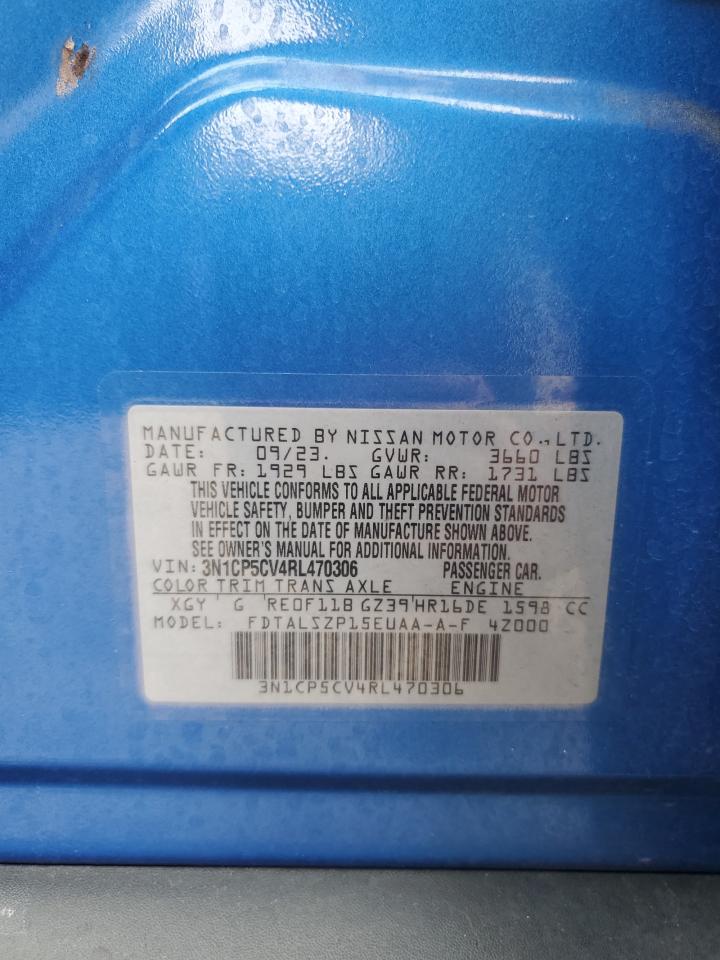 MANUFACTURED BY NISSAN MOTOR CO., LTD.
DATE: 09/23. GVWR: 3660 LBS
GAWR FR: 1929 LBS GAWR RR: 1731 LBS
THIS VEHICLE CONFORMS TO ALL APPLICABLE FEDERAL MOTOR
VEHICLE SAFETY, BUMPER AND THEFT PREVENTION STANDARDS
IN EFFECT ON THE DATE OF MANUFACTURE SHOWN ABOVE.
SEE OWNER'S MANUAL FOR ADDITIONAL INFORMATION.
VIN: 3N1CP5CV4RL470306 PASSENGER CAR.
COLOR TRIM TRANS AXLE ENGINE
XGY G RE0F11B GZ39 HR16DE 1598 CC
MODEL: FDTALSZP15EUAA-A-F 4Z000
3N1CP5CV4RL470306